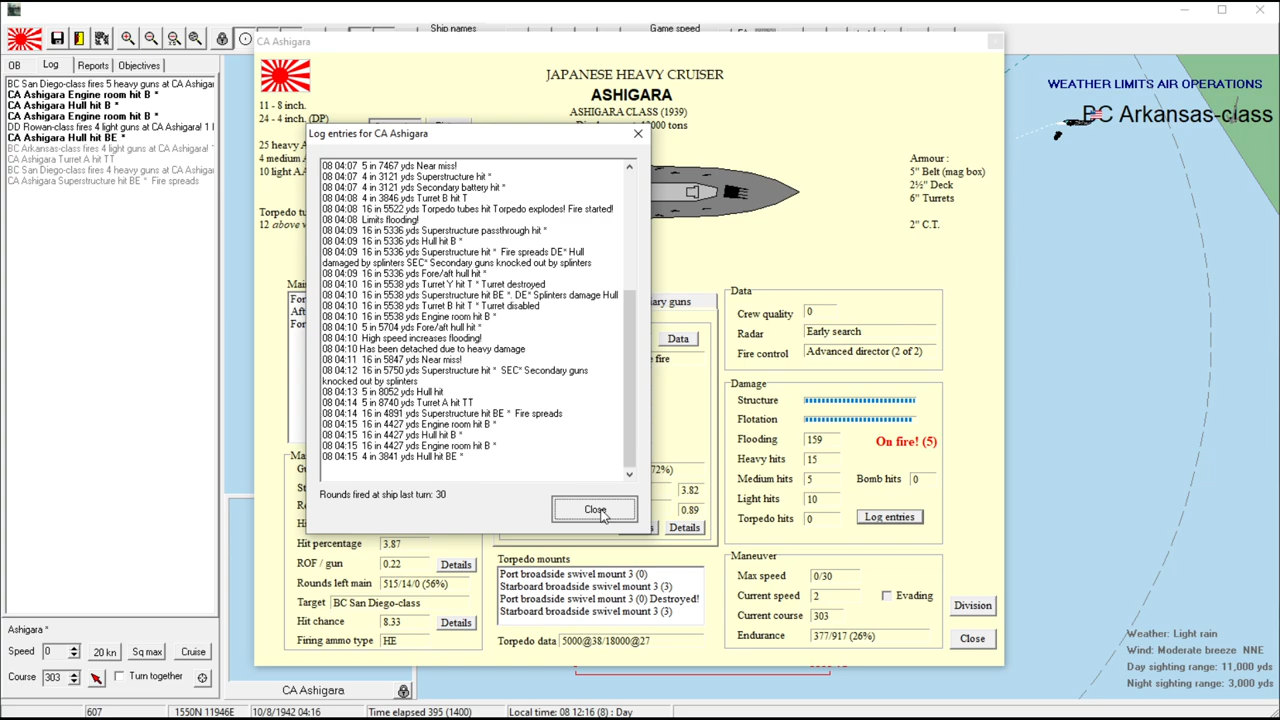 Ship names
Game speed
OB
Log
Reports
Objectives
BC San Diego-class fires 5 heavy guns at CA Ashigar
CA Ashigara Engine room hit B *
CA Ashigara Hull hit B *
CA Ashigara Engine room hit B *
DD Rowan-class fires 4 light guns at CA Ashigara! 1 l
CA Ashigara Hull hit BE *
BC Arkansas-class fires 4 light guns at CA Ashigara!
CA Ashigara Turret A hit TT
BC San Diego-class fires 5 heavy guns at CA Ashigar
CA Ashigara Superstructure hit BE * Fire spreads
CA Ashigara
JAPANESE HEAVY CRUISER
ASHIGARA
ASHIGARA CLASS (1939)
000 tons
11 - 8 inch.
24 - 4 inch. (DP)
25 heavy A
4 medium A
10 light AA
Torpedo tu
12 above w
Armour :
5" Belt (mag box)
2½" Deck
6" Turrets
2" C.T.
Log entries for CA Ashigara
08 04:07 5 in 7467 yds Near miss!
08 04:07 4 in 3121 yds Superstructure hit *
08 04:07 4 in 3121 yds Secondary battery hit *
08 04:08 4 in 3846 yds Turret B hit T
08 04:08 16 in 5522 yds Torpedo tubes hit Torpedo explodes! Fire started!
08 04:08 Limits flooding!
08 04:09 16 in 5336 yds Superstructure passthrough hit *
08 04:09 16 in 5336 yds Hull hit B *
08 04:09 16 in 5336 yds Superstructure hit * Fire spreads DE* Hull
damaged by splinters SEC* Secondary guns knocked out by splinters
08 04:09 16 in 5336 yds Fore/aft hull hit *
08 04:10 16 in 5538 yds Turret Y hit T * Turret destroyed
08 04:10 16 in 5538 yds Superstructure hit BE *. DE* Splinters damage Hull
08 04:10 16 in 5538 yds Turret B hit T * Turret disabled
08 04:10 16 in 5538 yds Engine room hit B *
08 04:10 5 in 5704 yds Fore/aft hull hit *
08 04:10 High speed increases flooding!
08 04:10 Has been detached due to heavy damage
08 04:11 16 in 5847 yds Near miss!
08 04:12 16 in 5750 yds Superstructure hit * SEC* Secondary guns
knocked out by splinters
08 04:13 5 in 8052 yds Hull hit
08 04:14 5 in 8740 yds Turret A hit TT
08 04:14 16 in 4891 yds Superstructure hit BE * Fire spreads
08 04:15 16 in 4427 yds Engine room hit B *
08 04:15 16 in 4427 yds Hull hit B *
08 04:15 16 in 4427 yds Engine room hit B *
08 04:15 4 in 3841 yds Hull hit BE *
Rounds fired at ship last turn: 30
Close
Mai
For
Aft
For
ary guns
Data
fire
72%)
3.82
0.89
Details
Hit percentage 3.87
ROF / gun 0.22 Details
Rounds left main 515/14/0 (56%)
Target BC San Diego-class
Hit chance 8.33 Details
Firing ammo type HE
Torpedo mounts
Port broadside swivel mount 3 (0)
Starboard broadside swivel mount 3 (3)
Port broadside swivel mount 3 (0) Destroyed!
Starboard broadside swivel mount 3 (3)
Torpedo data 5000@38/18000@27
Data
Crew quality 0
Radar Early search
Fire control Advanced director (2 of 2)
Damage
Structure
Flotation
Flooding 159 On fire! (5)
Heavy hits 15
Medium hits 5 Bomb hits 0
Light hits 10
Torpedo hits 0 Log entries
Maneuver
Max speed 0/30
Current speed 2 Evading
Current course 303
Endurance 377/917 (26%)
Division
Close
WEATHER LIMITS AIR OPERATIONS
BC Arkansas-class
Weather: Light rain
Wind: Moderate breeze NNE
Day sighting range: 11,000 yds
Night sighting range: 3,000 yds
Ashigara *
Speed 0 20 kn Sq max Cruise
Course 303 Turn together
CA Ashigara
607 1550N 11946E 10/8/1942 04:16 Time elapsed 395 (1400) Local time: 08 12:16 (8) : Day